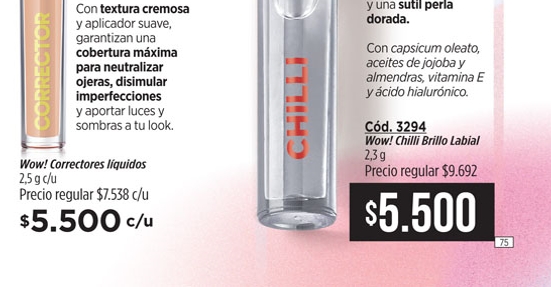 CORRECTOR
Con textura cremosa
y aplicador suave,
garantizan una
cobertura máxima
para neutralizar
ojeras, disimular
imperfecciones
y aportar luces y
sombras a tu look.
Wow! Correctores líquidos
2,5 g c/u
Precio regular $7.538 c/u
$5.500 c/u
CHILLI
y una sutil perla
dorada.
Con capsicum oleato,
aceites de jojoba y
almendras, vitamina E
y ácido hialurónico.
Cód. 3294
Wow! Chilli Brillo Labial
2,3 g
Precio regular $9.692
$5.500
75